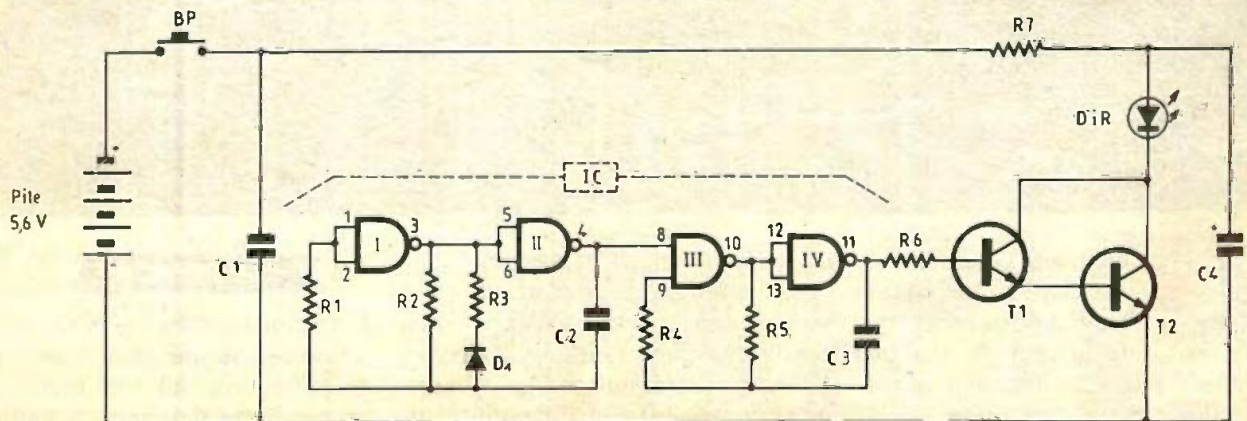 BP
R7
DiR
IC
Pile
5,6 V
C1
1
2
I
3
5
6
II
4
8
9
III
10
12
13
IV
11
R6
R1
R2
R3
D1
C2
R4
R5
C3
T1
T2
C4
+
-
+